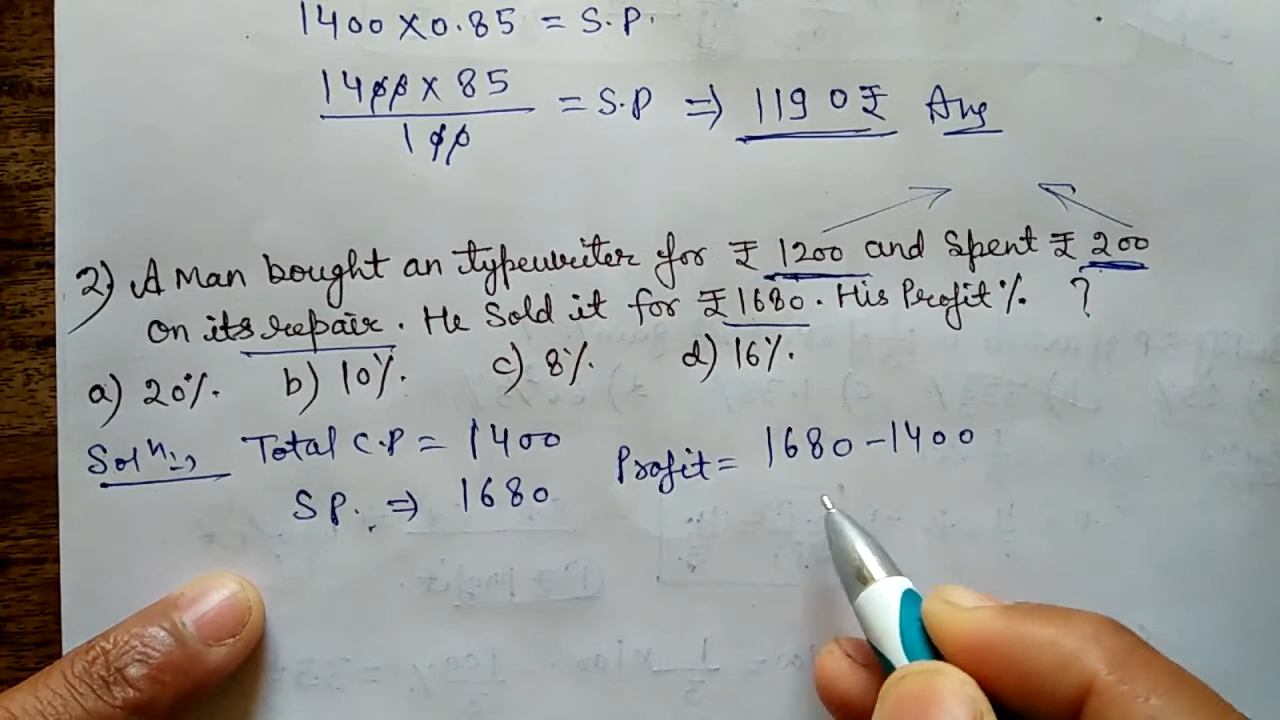 1400 × 0.85 = S.P.
1400 × 85 / 100 = S.P ⇒ 1190₹ Ans
2) A Man bought an typewriter for ₹ 1200 and spent ₹ 200
on its repair. He Sold it for ₹1680. His Profit%. ?
a) 20%. b) 10%. c) 8%. d) 16%.
Solⁿ:⇒ Total C.P = 1400 Profit = 1680 - 1400
SP. ⇒ 1680